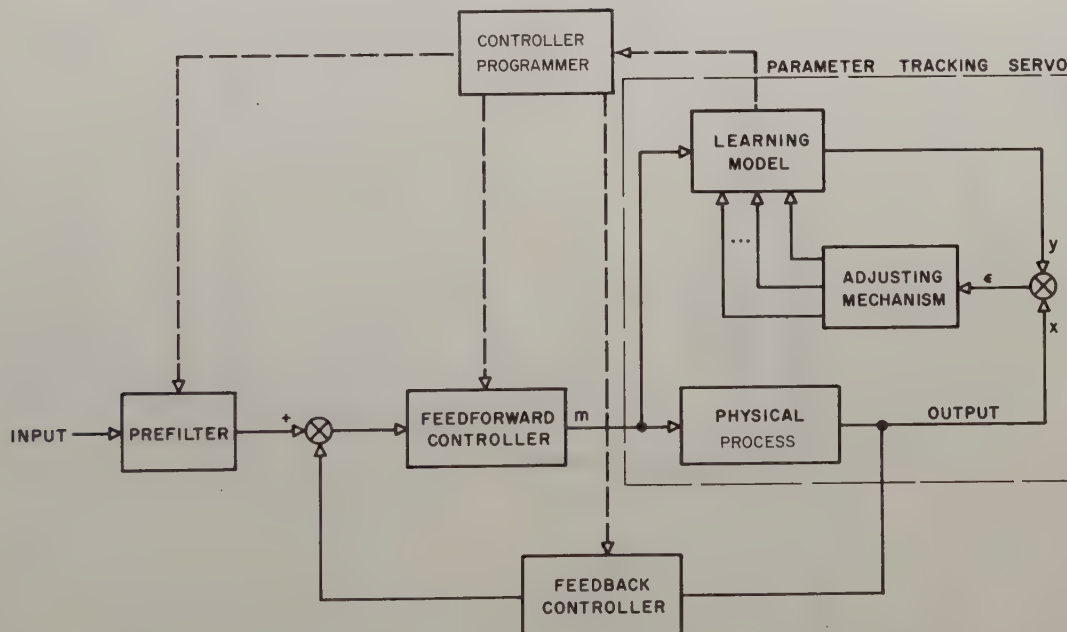 CONTROLLER
PROGRAMMER
PARAMETER TRACKING SERVO
LEARNING
MODEL
...
y
ADJUSTING
MECHANISM
ϵ
x
INPUT
PREFILTER
+
FEEDFORWARD
CONTROLLER
m
PHYSICAL
PROCESS
OUTPUT
FEEDBACK
CONTROLLER